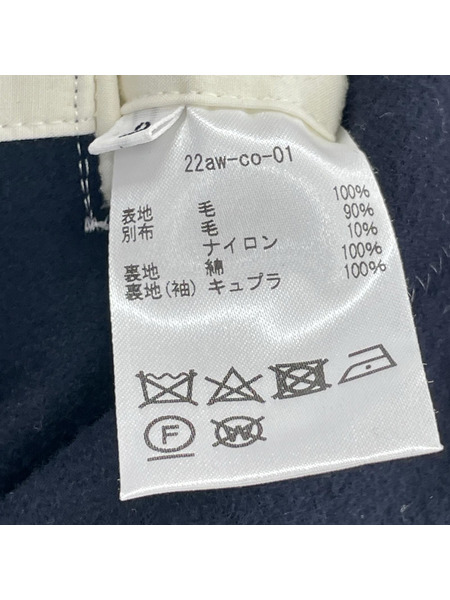 22aw-co-01
表地 毛 100%
別布 毛 90%
ナイロン 10%
裏地 綿 100%
裏地(袖) キュプラ 100%
F
W